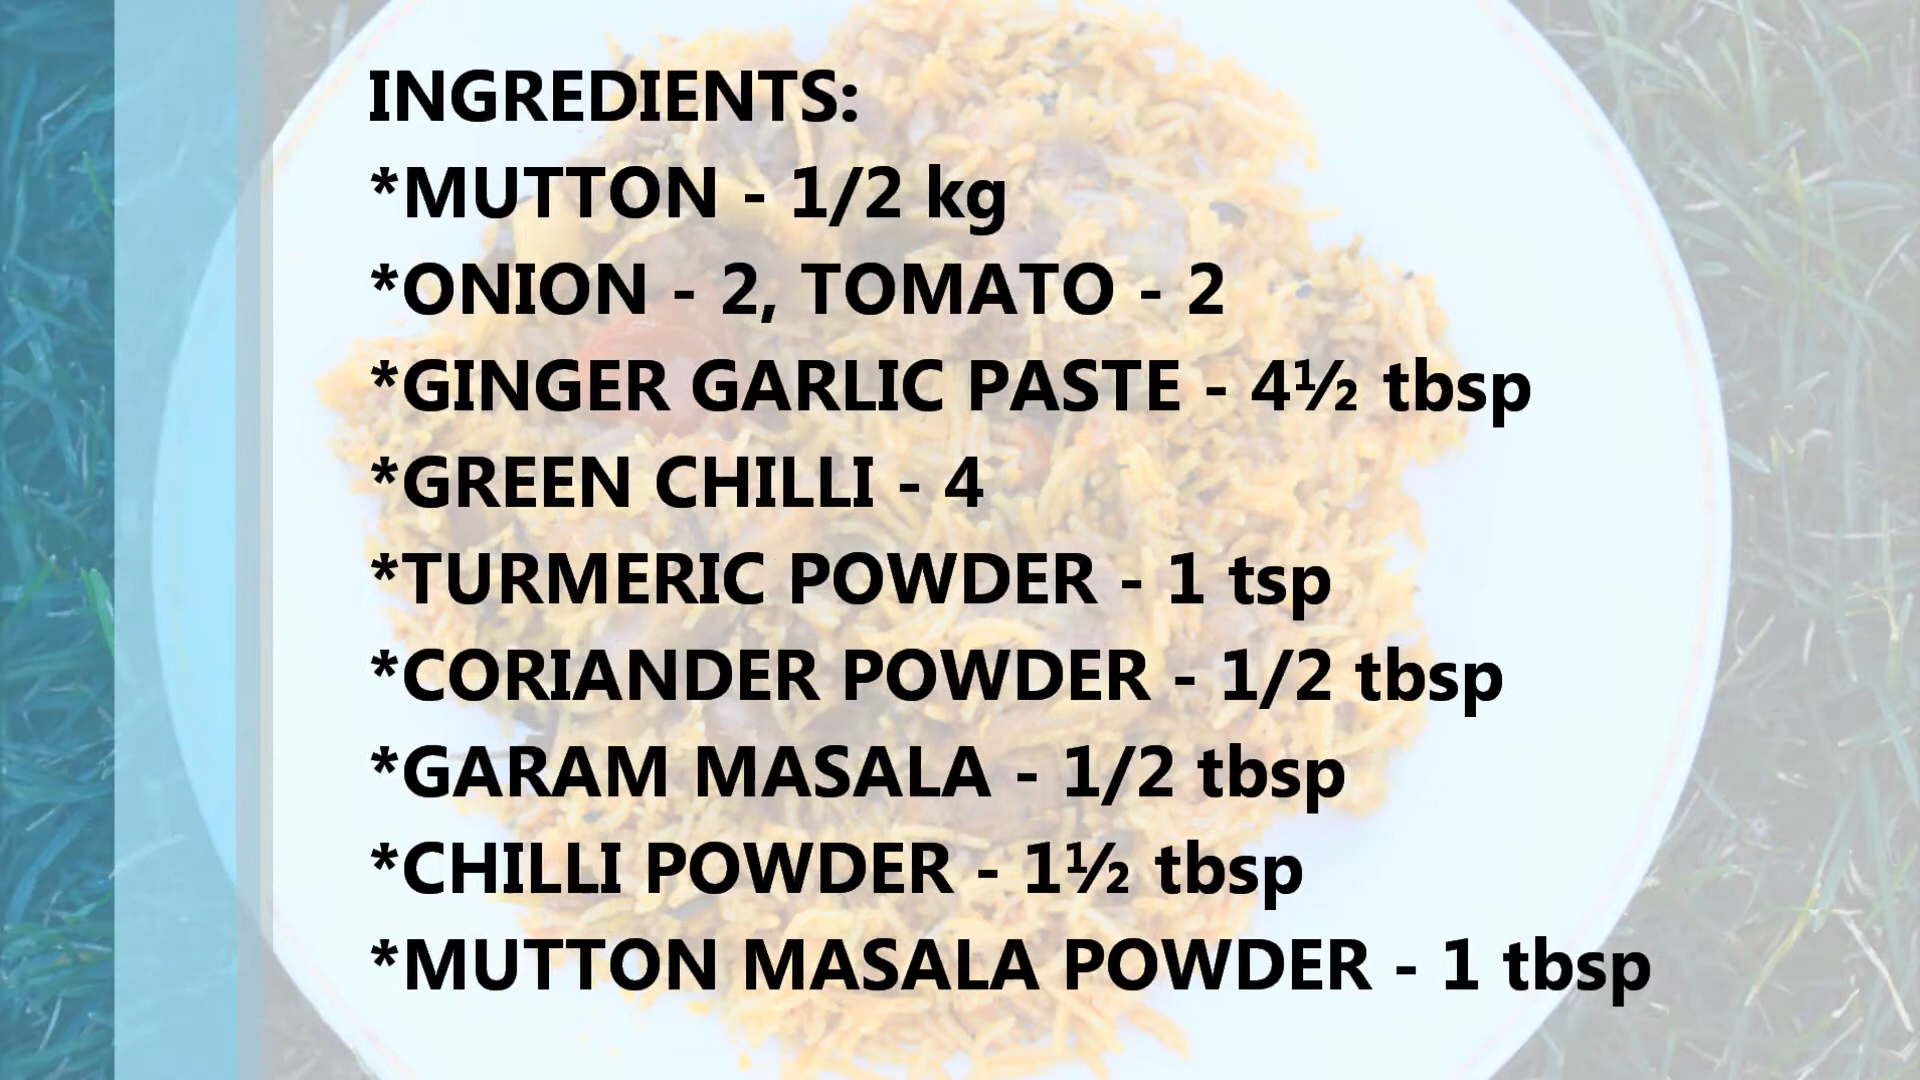 INGREDIENTS:
*MUTTON - 1/2 kg
*ONION - 2, TOMATO - 2
*GINGER GARLIC PASTE - 4½ tbsp
*GREEN CHILLI - 4
*TURMERIC POWDER - 1 tsp
*CORIANDER POWDER - 1/2 tbsp
*GARAM MASALA - 1/2 tbsp
*CHILLI POWDER - 1½ tbsp
*MUTTON MASALA POWDER - 1 tbsp